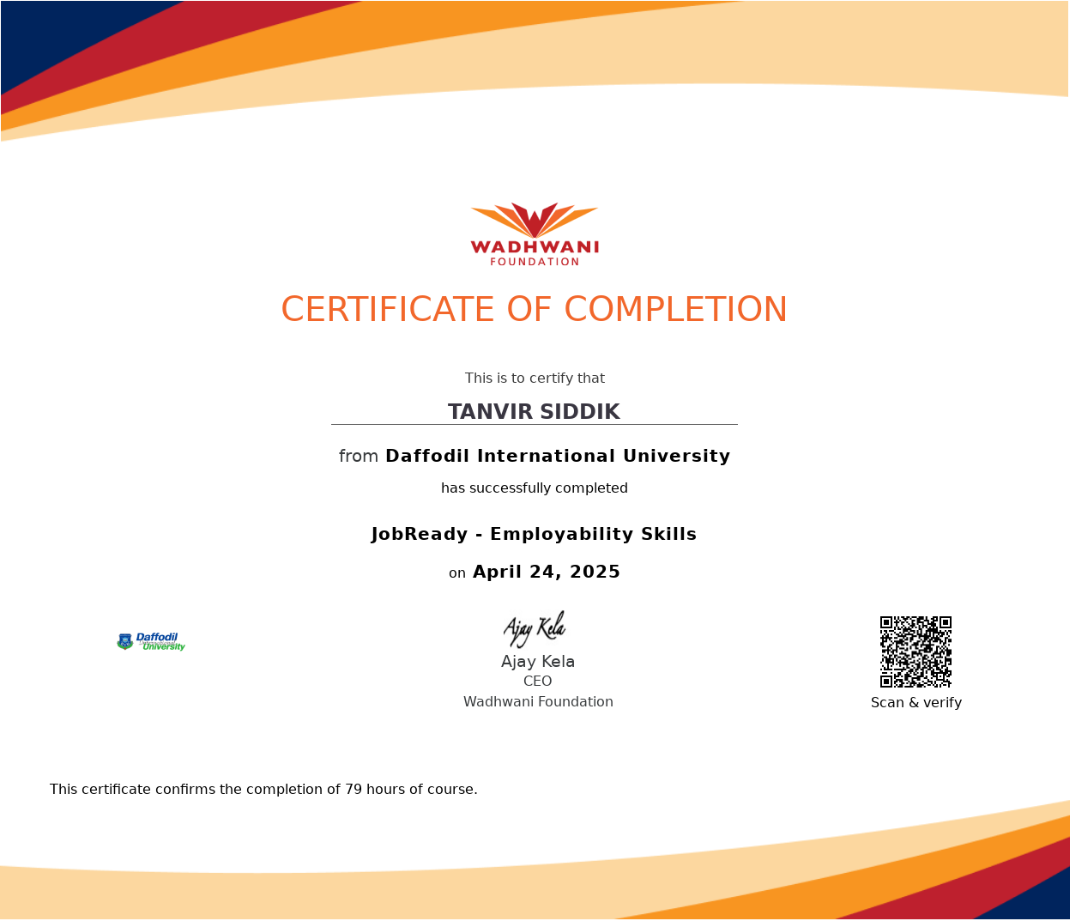 WADHWANI
FOUNDATION
CERTIFICATE OF COMPLETION
This is to certify that
TANVIR SIDDIK
from Daffodil International University
has successfully completed
JobReady - Employability Skills
on April 24, 2025
Daffodil
University
Ajay Kela
Ajay Kela
CEO
Wadhwani Foundation
Scan & verify
This certificate confirms the completion of 79 hours of course.